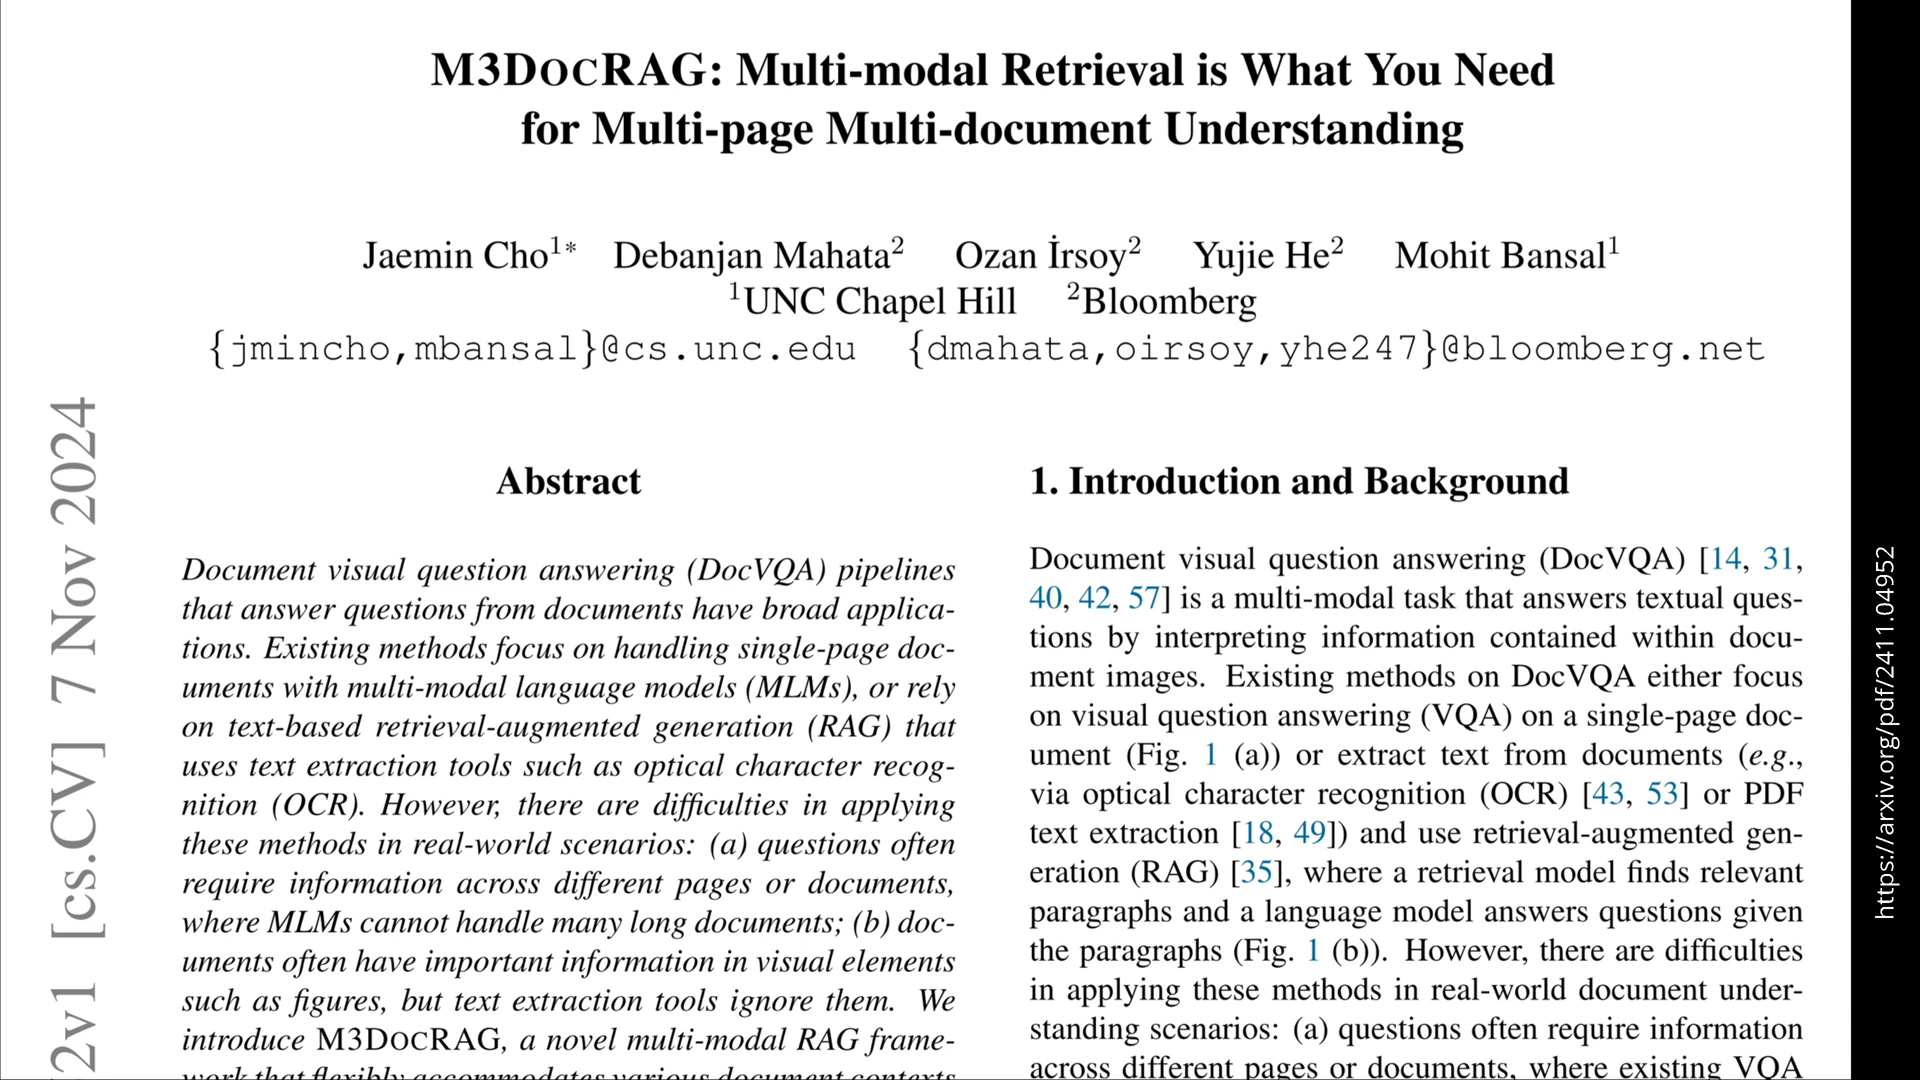 M3DOCRAG: Multi-modal Retrieval is What You Need
for Multi-page Multi-document Understanding
Jaemin Cho1* Debanjan Mahata2 Ozan İrsoy2 Yujie He2 Mohit Bansal1
1UNC Chapel Hill 2Bloomberg
{jmincho,mbansal}@cs.unc.edu {dmahata,oirsoy,yhe247}@bloomberg.net
2v1 [cs.CV] 7 Nov 2024
Abstract
Document visual question answering (DocVQA) pipelines
that answer questions from documents have broad applica-
tions. Existing methods focus on handling single-page doc-
uments with multi-modal language models (MLMs), or rely
on text-based retrieval-augmented generation (RAG) that
uses text extraction tools such as optical character recog-
nition (OCR). However, there are difficulties in applying
these methods in real-world scenarios: (a) questions often
require information across different pages or documents,
where MLMs cannot handle many long documents; (b) doc-
uments often have important information in visual elements
such as figures, but text extraction tools ignore them. We
introduce M3DOCRAG, a novel multi-modal RAG frame-
work that flexibly accommodates various document contexts
1. Introduction and Background
Document visual question answering (DocVQA) [14, 31,
40, 42, 57] is a multi-modal task that answers textual ques-
tions by interpreting information contained within docu-
ment images. Existing methods on DocVQA either focus
on visual question answering (VQA) on a single-page doc-
ument (Fig. 1 (a)) or extract text from documents (e.g.,
via optical character recognition (OCR) [43, 53] or PDF
text extraction [18, 49]) and use retrieval-augmented gen-
eration (RAG) [35], where a retrieval model finds relevant
paragraphs and a language model answers questions given
the paragraphs (Fig. 1 (b)). However, there are difficulties
in applying these methods in real-world document under-
standing scenarios: (a) questions often require information
across different pages or documents, where existing VQA
https://arxiv.org/pdf/2411.04952